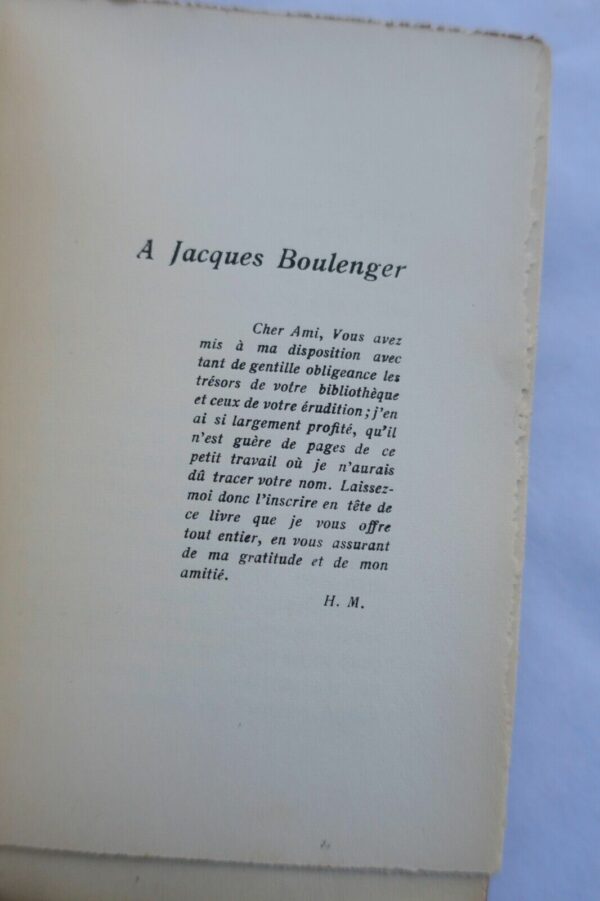 A Jacques Boulenger
Cher Ami, Vous avez
mis à ma disposition avec
tant de gentille obligeance les
trésors de votre bibliothèque
et ceux de votre érudition ; j'en
ai si largement profité, qu'il
n'est guère de pages de ce
petit travail où je n'aurais
dû tracer votre nom. Laissez-
moi donc l'inscrire en tête de
ce livre que je vous offre
tout entier, en vous assurant
de ma gratitude et de mon
amitié.
H. M.